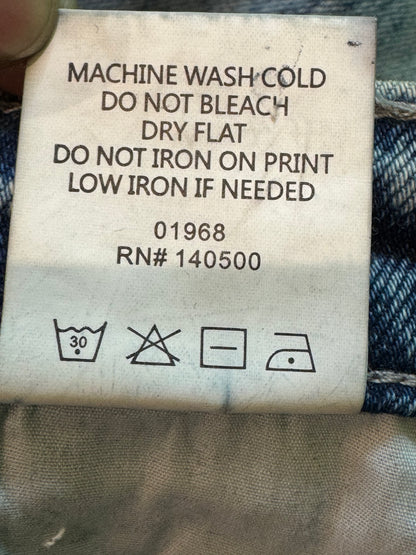 MACHINE WASH COLD
DO NOT BLEACH
DRY FLAT
DO NOT IRON ON PRINT
LOW IRON IF NEEDED
01968
RN# 140500
30